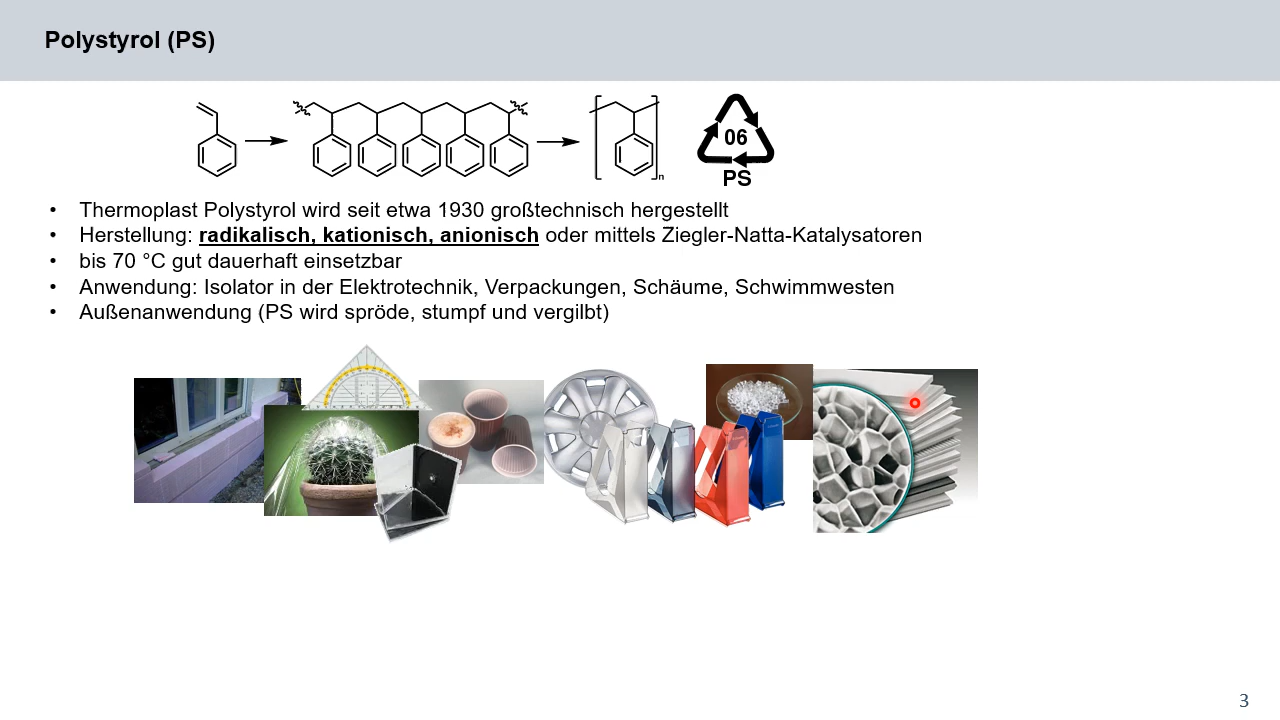 Polystyrol (PS)
n
06
PS
• Thermoplast Polystyrol wird seit etwa 1930 großtechnisch hergestellt
• Herstellung: radikalisch, kationisch, anionisch oder mittels Ziegler-Natta-Katalysatoren
• bis 70 °C gut dauerhaft einsetzbar
• Anwendung: Isolator in der Elektrotechnik, Verpackungen, Schäume, Schwimmwesten
• Außenanwendung (PS wird spröde, stumpf und vergilbt)
3